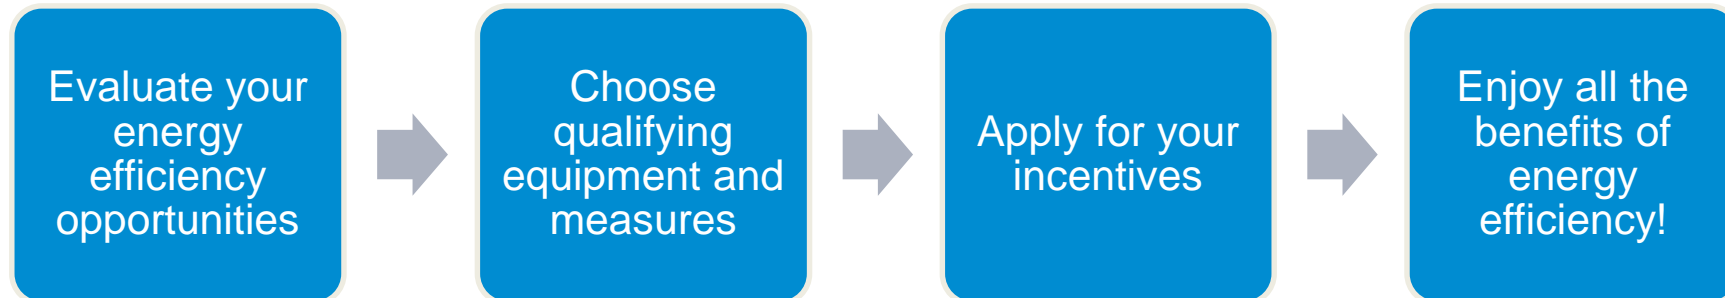 Evaluate your
energy
efficiency
opportunities
Choose
qualifying
equipment and
measures
Apply for your
incentives
Enjoy all the
benefits of
energy
efficiency!